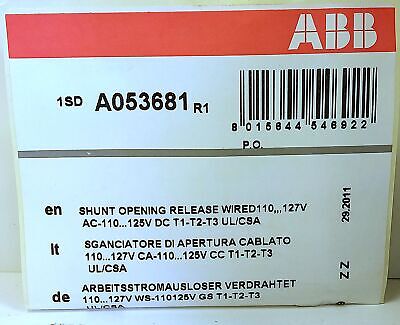 ABB
1SD A053681 R1
8 015644 546922
P.O.
en SHUNT OPENING RELEASE WIRED110,,,127V
AC-110...125V DC T1-T2-T3 UL/CSA
It SGANCIATORE DI APERTURA CABLATO
110...127V CA-110...125V CC T1-T2-T3
UL/CSA
de ARBEITSSTROMAUSLOSER VERDRAHTET
110...127V WS-110125V GS T1-T2-T3
UL/CSA
29.2011
Z Z